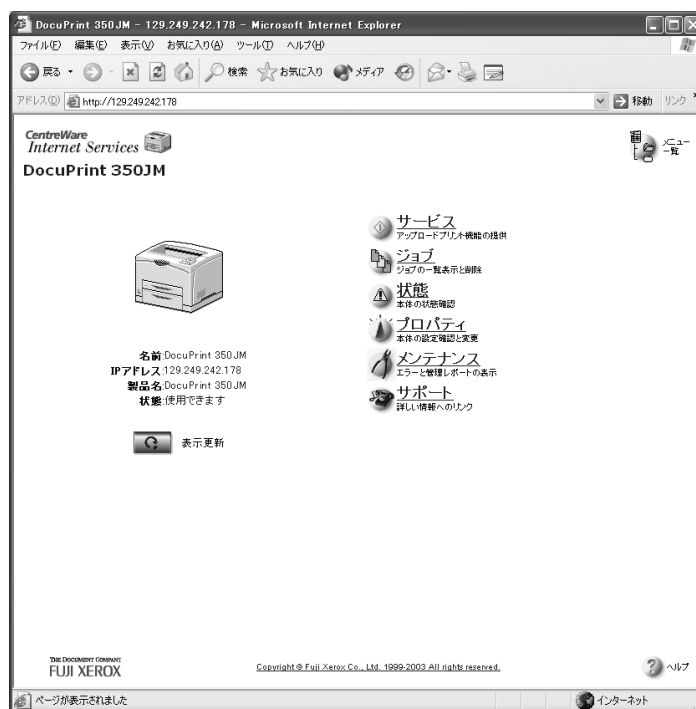 DocuPrint 350JM - 129.249.242.178 - Microsoft Internet Explorer
ファイル(F) 編集(E) 表示(V) お気に入り(A) ツール(T) ヘルプ(H)
戻る 検索 お気に入り メディア
アドレス(D) http://129.249.242.178 移動 リンク
CentreWare
Internet Services
DocuPrint 350JM
メニュー
一覧
サービス
アップロードプリント機能の提供
ジョブ
ジョブの一覧表示と削除
状態
本体の状態確認
プロパティ
本体の設定確認と変更
メンテナンス
エラーと管理レポートの表示
サポート
詳しい情報へのリンク
名前:DocuPrint 350JM
IPアドレス:129.249.242.178
製品名:DocuPrint 350JM
状態:使用できます
表示更新
THE DOCUMENT COMPANY
FUJI XEROX
Copyright © Fuji Xerox Co., Ltd. 1999-2003 All rights reserved.
ヘルプ
ページが表示されました
インターネット